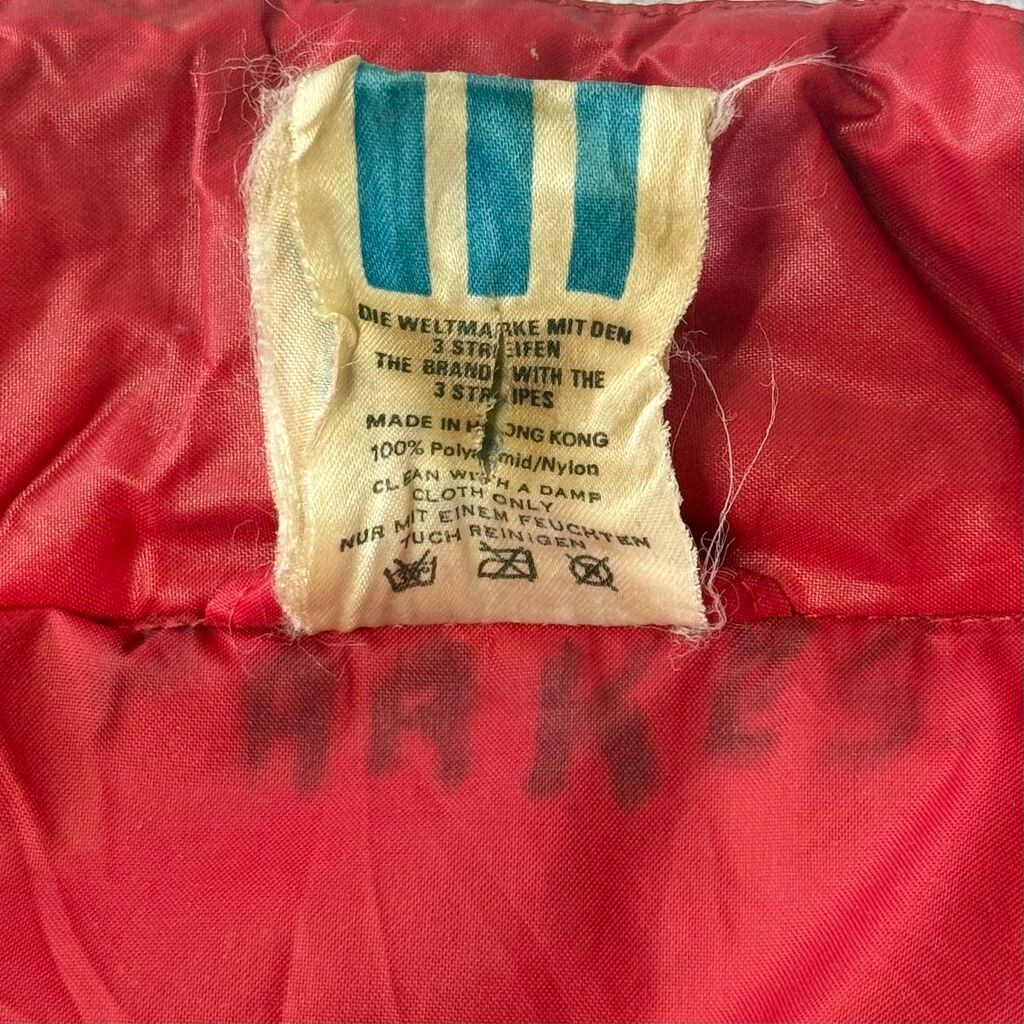 DIE WELTMARKE MIT DEN
3 STREIFEN
THE BRAND WITH THE
3 STRIPES
MADE IN HONG KONG
100% Polyamid/Nylon
CLEAN WITH A DAMP
CLOTH ONLY
NUR MIT EINEM FEUCHTEN
TUCH REINIGEN